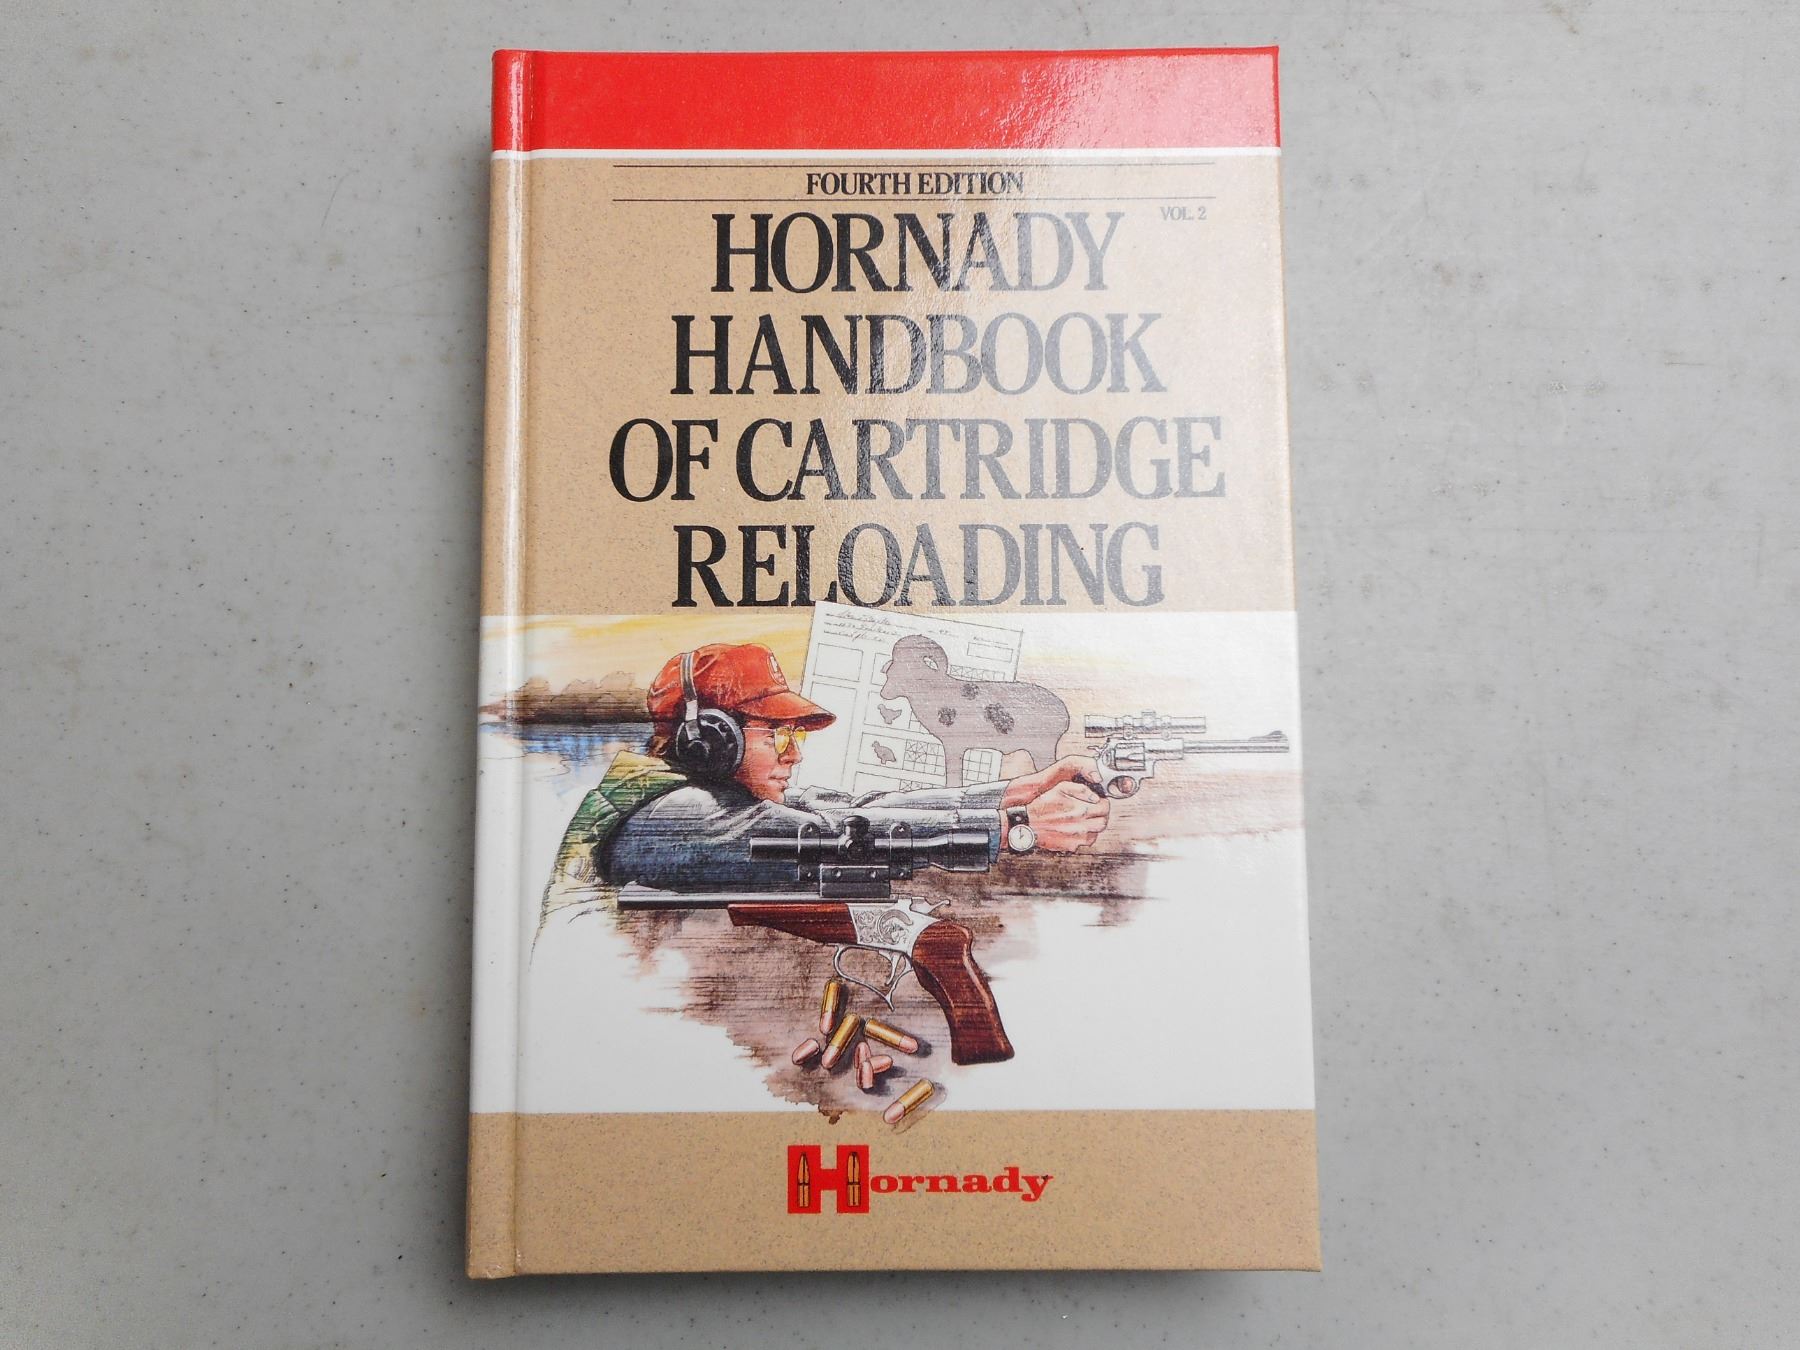 FOURTH EDITION
VOL. 2
HORNADY
HANDBOOK
OF CARTRIDGE
RELOADING
Hornady